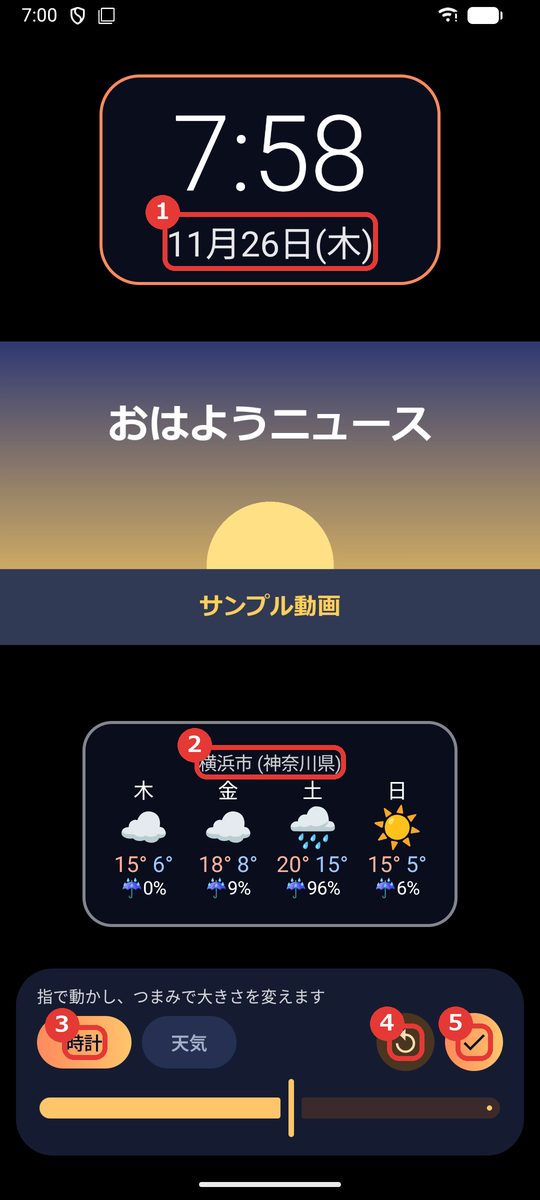 7:00
7:58
1
11月26日(木)
おはようニュース
サンプル動画
2
横浜市 (神奈川県)
木 金 土 日
15° 6° 18° 8° 20° 15° 15° 5°
☔0% ☔9% ☔96% ☔6%
指で動かし、つまみで大きさを変えます
3 時計 天気 4 5